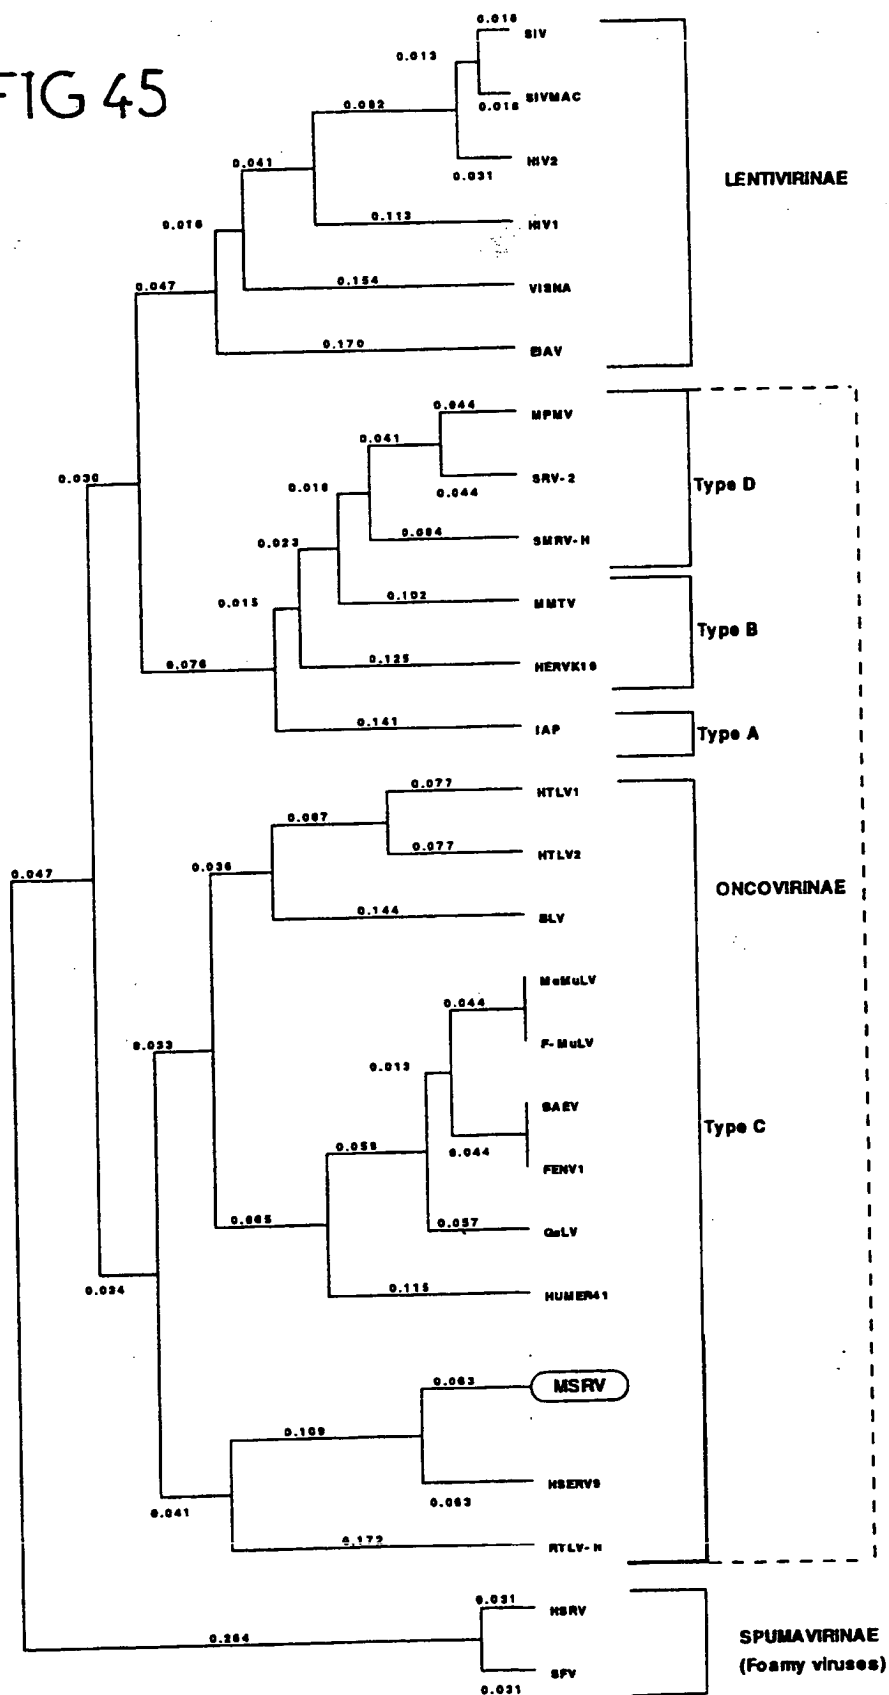 FIG 45
0.016
SIV
0.013
SIVMAC
0.016
0.082
HIV2
0.031
0.041
LENTIVIRINAE
0.113
HIV1
0.016
0.047
0.154
VISNA
0.170
EIAV
0.044
MPMV
0.041
0.030
SRV-2
0.044
0.016
Type D
0.084
SMRV-H
0.023
0.102
MMTV
0.015
Type B
0.076
0.125
HERVK10
0.141
IAP
Type A
0.077
HTLV1
0.087
0.077
HTLV2
0.036
0.047
ONCOVIRINAE
0.144
BLV
MoMuLV
0.044
F-MuLV
0.033
0.013
BAEV
Type C
0.059
0.044
FENV1
0.065
0.057
GaLV
0.034
0.115
HUMER41
0.063
MSRV
0.109
HSERV9
0.063
0.041
0.172
RTLV-H
0.031
HSRV
0.264
SPUMAVIRINAE
(Foamy viruses)
SFV
0.031